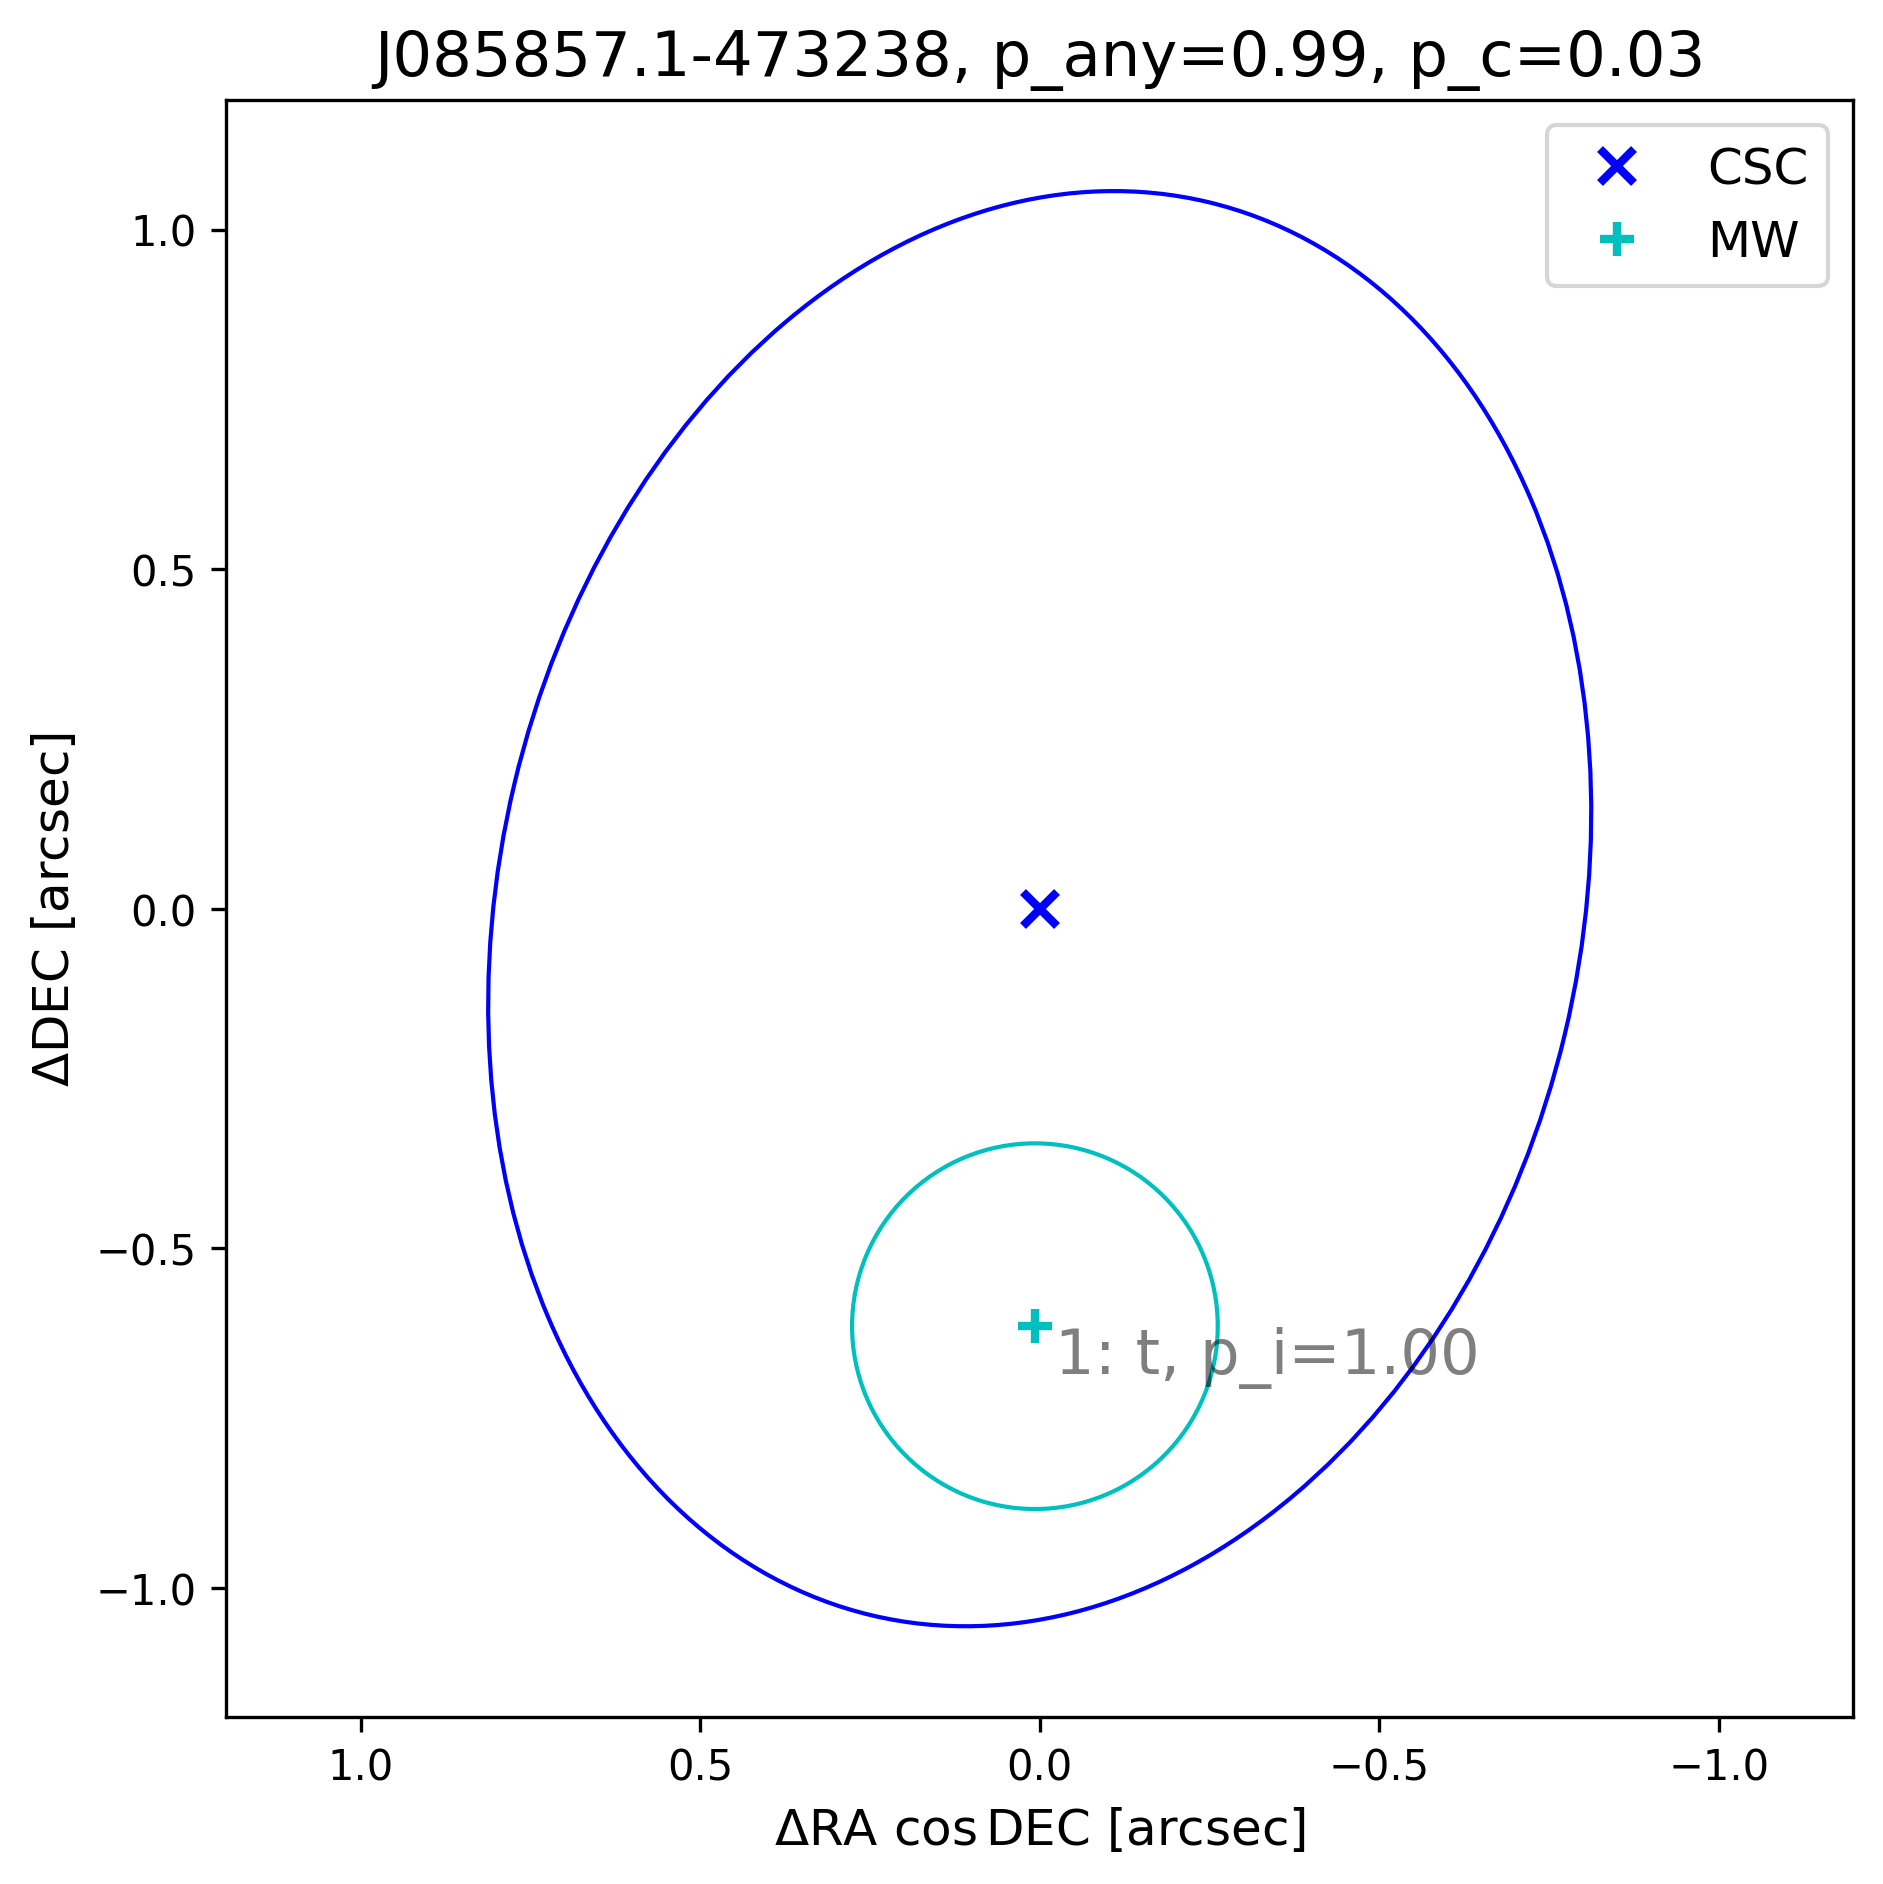 J085857.1-473238, p_any=0.99, p_c=0.03
CSC
MW
1.0
0.5
0.0
−0.5
−1.0
ΔDEC [arcsec]
1: t, p_i=1.00
1.0
0.5
0.0
−0.5
−1.0
ΔRA cos DEC [arcsec]